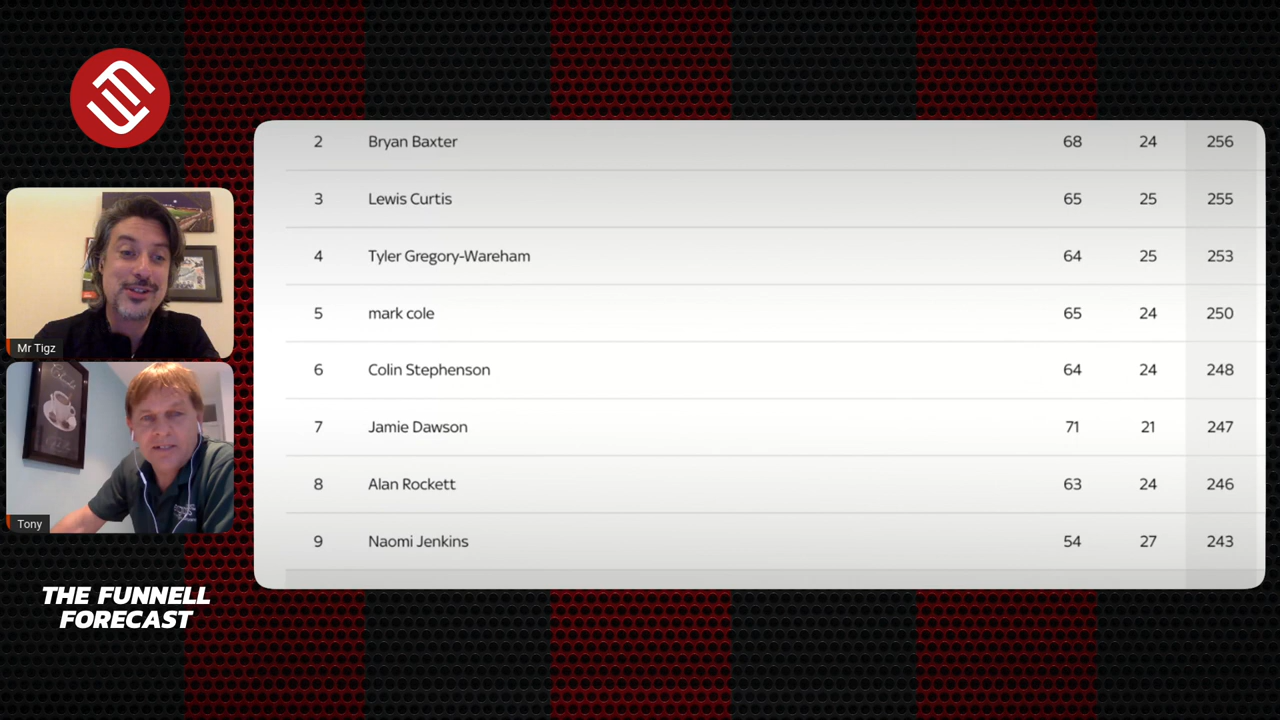 2 Bryan Baxter 68 24 256
3 Lewis Curtis 65 25 255
4 Tyler Gregory-Wareham 64 25 253
5 mark cole 65 24 250
6 Colin Stephenson 64 24 248
7 Jamie Dawson 71 21 247
8 Alan Rockett 63 24 246
9 Naomi Jenkins 54 27 243
Mr Tigz
Tony
THE FUNNELL
FORECAST